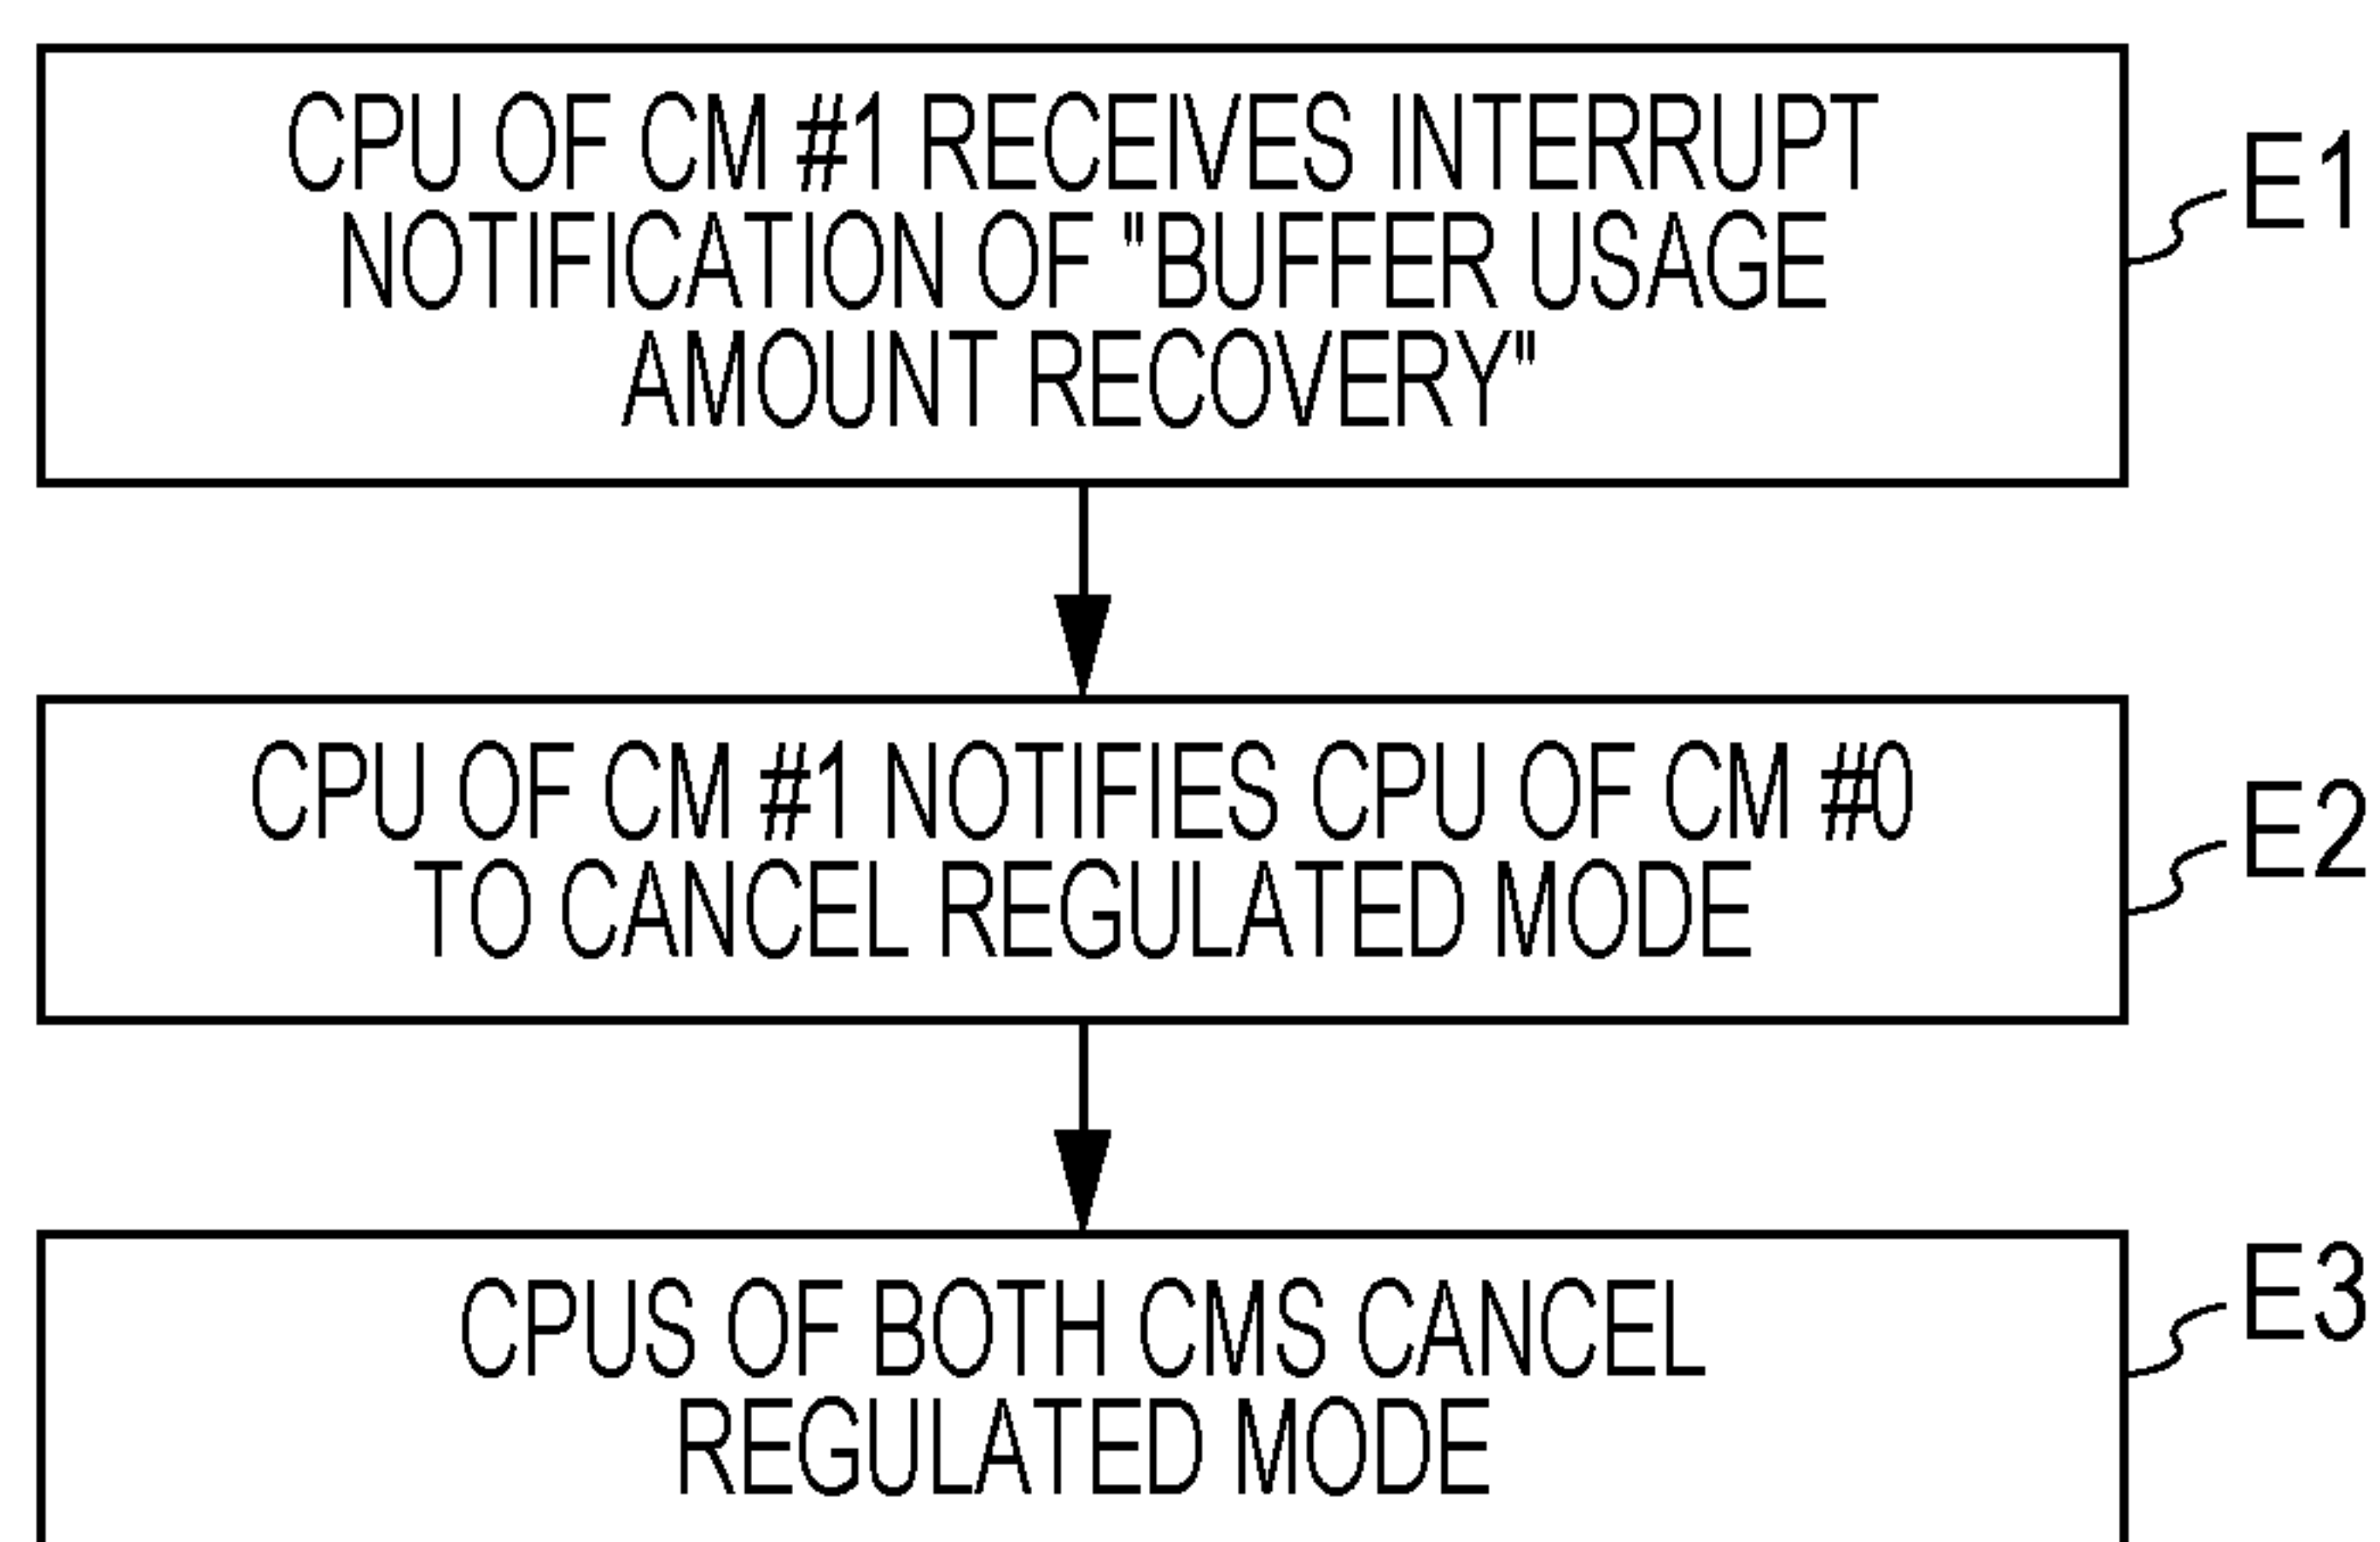 CPU OF CM #1 RECEIVES INTERRUPT
NOTIFICATION OF "BUFFER USAGE
AMOUNT RECOVERY"
E1
CPU OF CM #1 NOTIFIES CPU OF CM #0
TO CANCEL REGULATED MODE
E2
CPUS OF BOTH CMS CANCEL
REGULATED MODE
E3